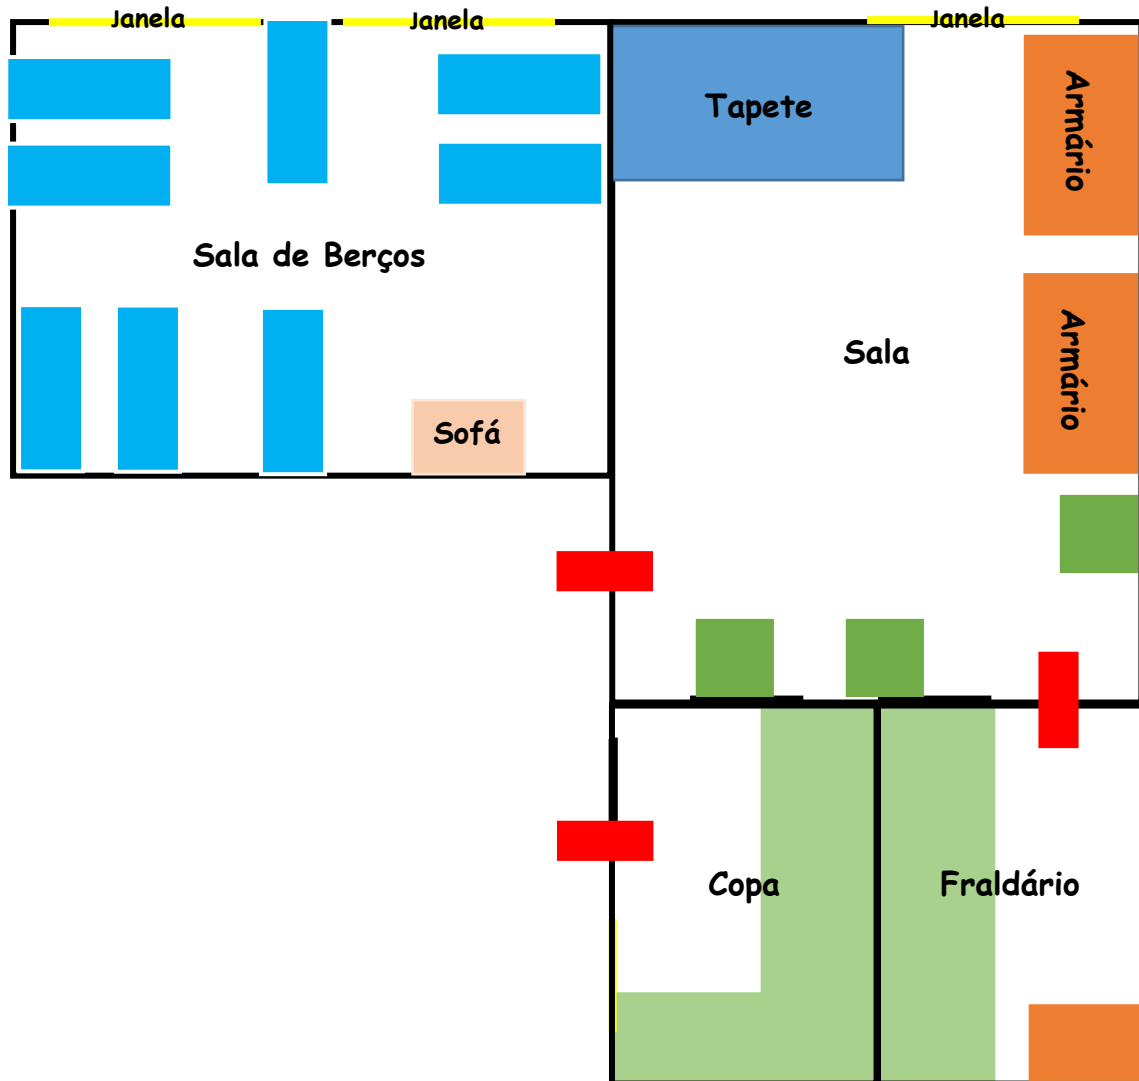 Janela
Janela
Janela
Tapete
Armário
Sala de Berços
Sala
Armário
Sofá
Copa
Fraldário